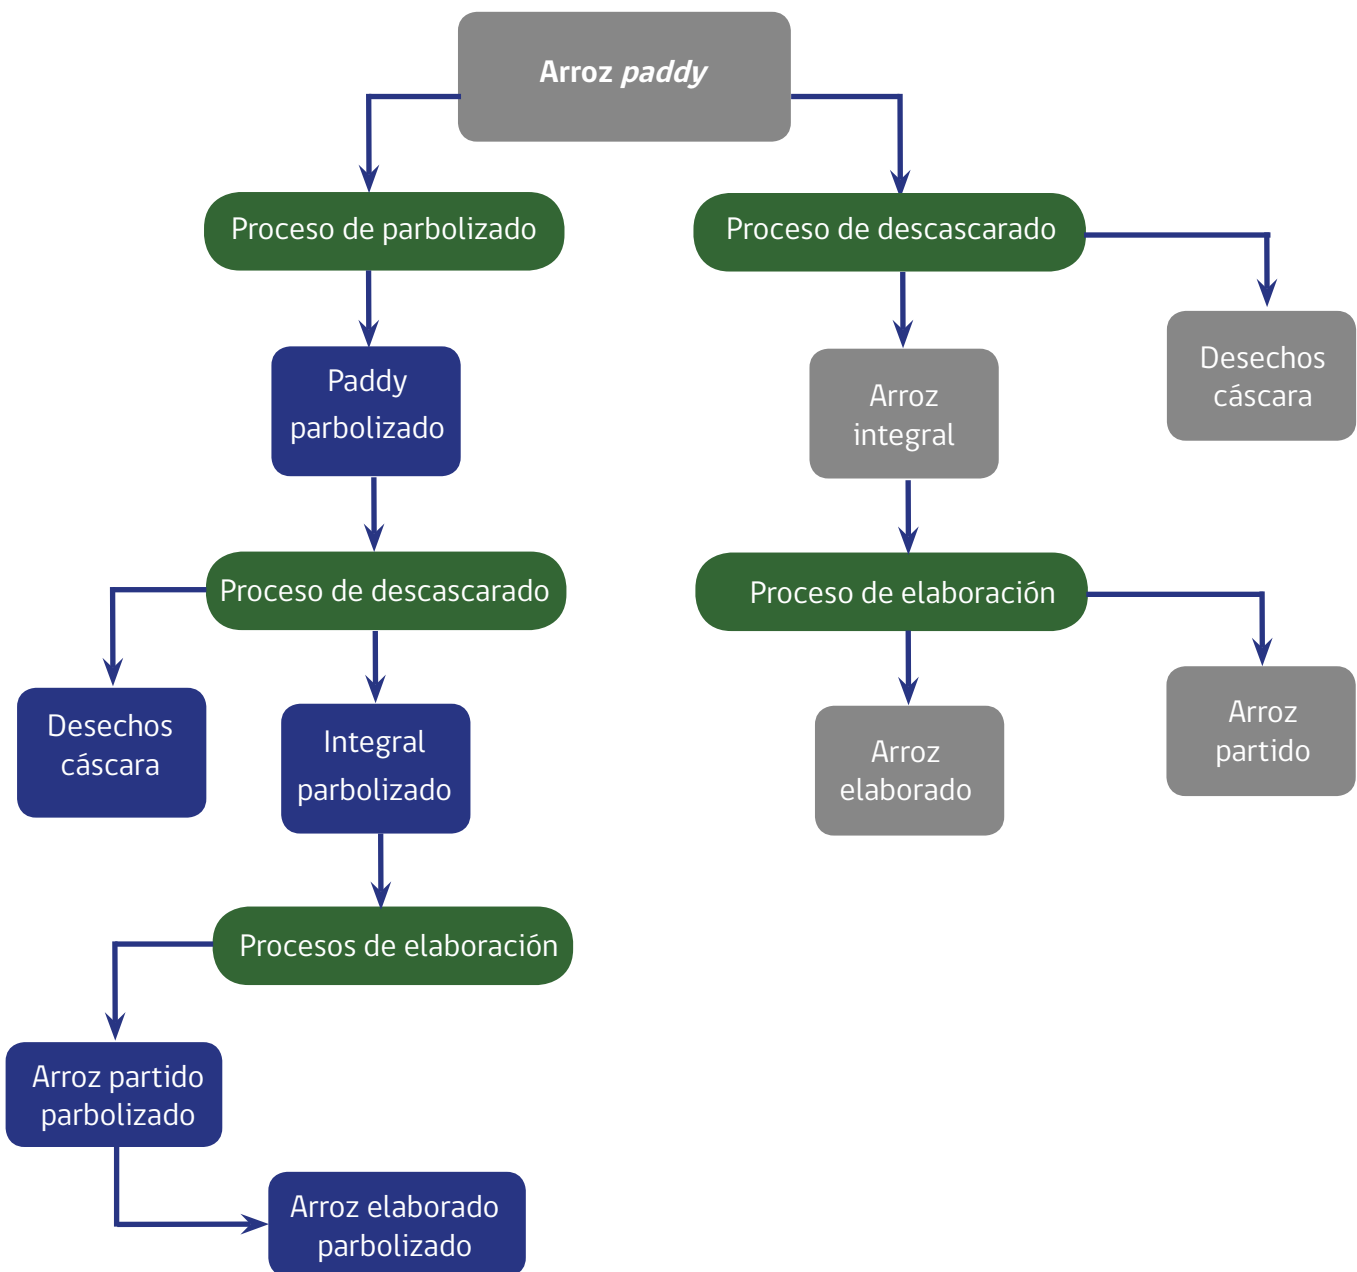 Arroz paddy
Proceso de parbolizado
Proceso de descascarado
Paddy
parbolizado
Arroz
integral
Desechos
cáscara
Proceso de descascarado
Proceso de elaboración
Desechos
cáscara
Integral
parbolizado
Arroz
elaborado
Arroz
partido
Procesos de elaboración
Arroz partido
parbolizado
Arroz elaborado
parbolizado